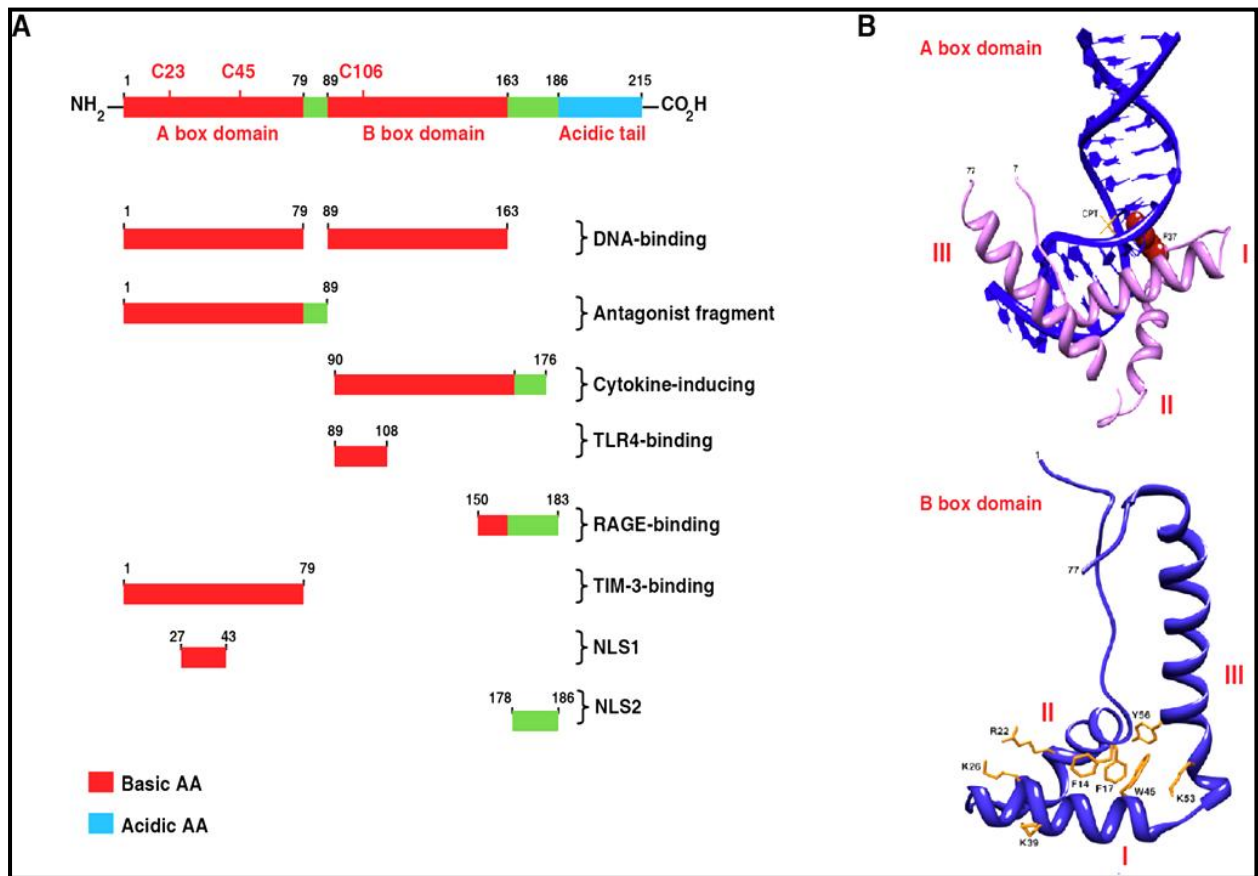 A
1 C23 C45 79 89 C106 163 186 215
NH2 CO2H
A box domain B box domain Acidic tail
1 79 89 163
DNA-binding
1 89
Antagonist fragment
90 176
Cytokine-inducing
89 108
TLR4-binding
150 183
RAGE-binding
1 79
TIM-3-binding
27 43
NLS1
178 186
NLS2
Basic AA
Acidic AA
B
A box domain
77 7
CPT
F37
III
I
II
1
B box domain
77
III
II
Y56
R22
K26
F14 F17 W45 K53
K39
I